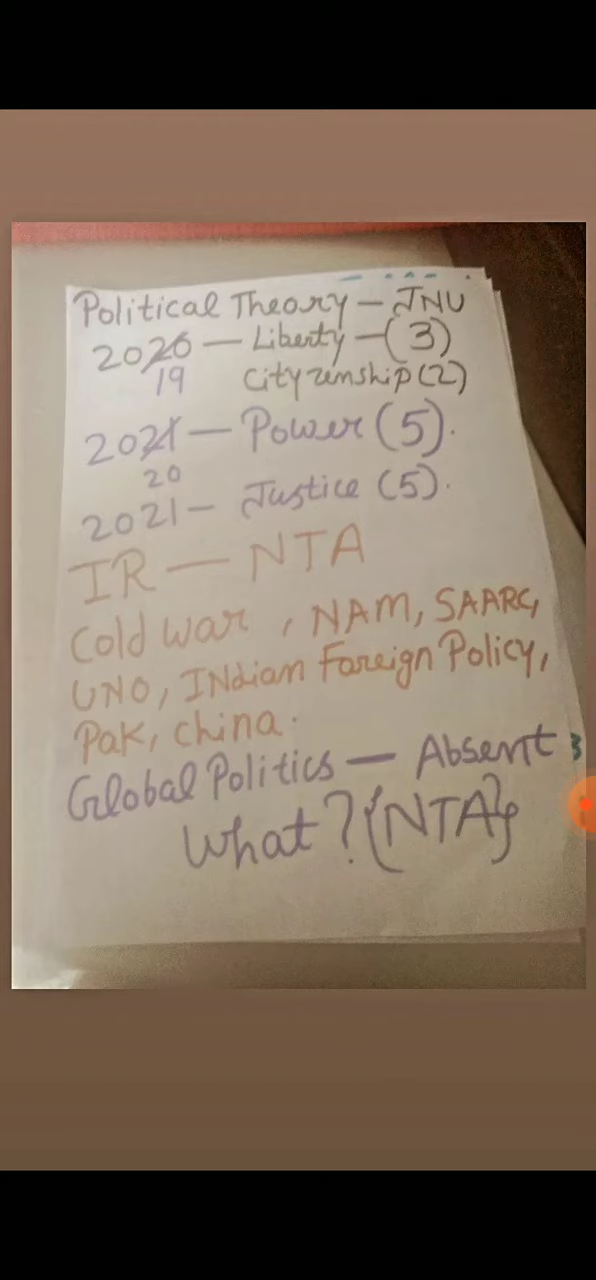 Political Theory - JNU
2020 - Liberty - (3)
19 Cityzenship (2)
2021 - Power (5).
20
2021 - Justice (5).
IR - NTA
Cold war, NAM, SAARC,
UNO, INdian Foreign Policy,
Pak, China.
Global Politics - Absent
What? {NTA}